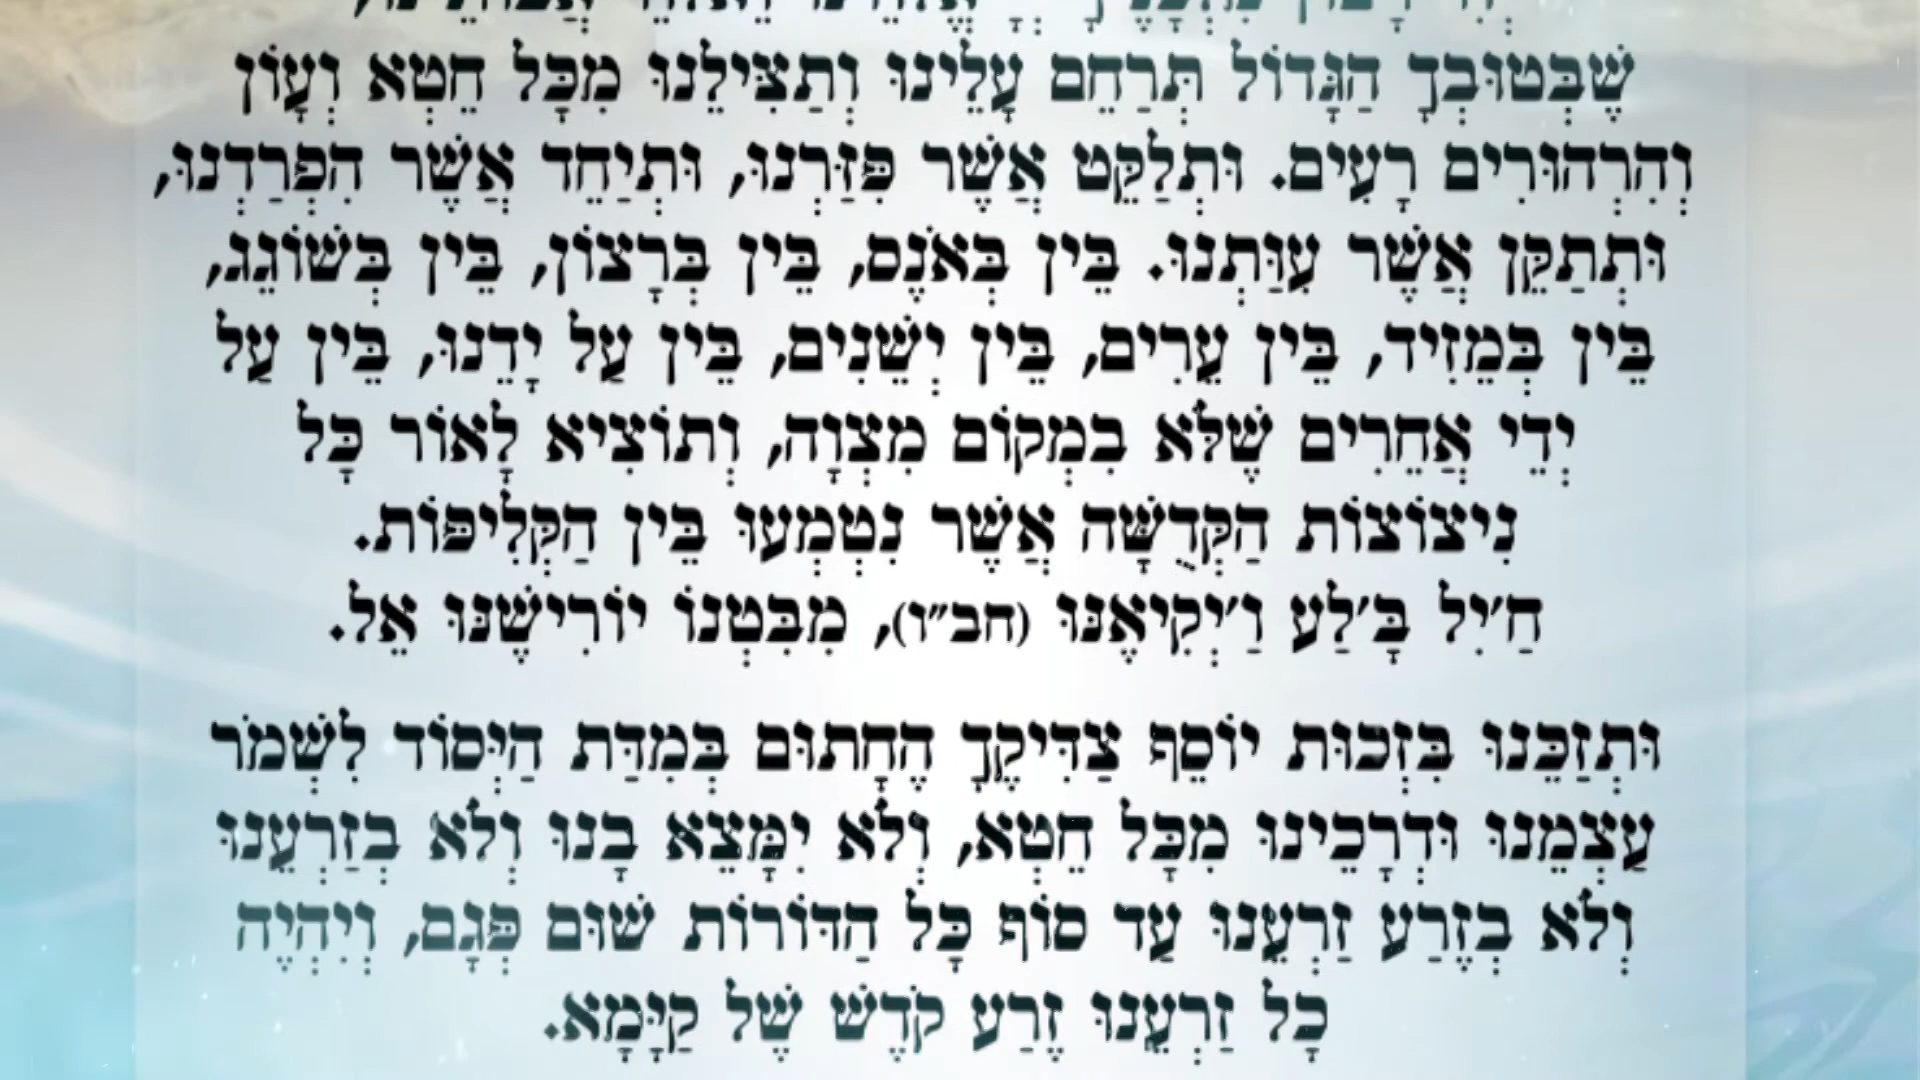 שֶׁבְּטוּבְךָ הַגָּדוֹל תְּרַחֵם עָלֵינוּ וְתַצִּילֵנוּ מִכָּל חֵטְא וְעָוֹן
וְהִרְהוּרִים רָעִים. וּתְלַקֵּט אֲשֶׁר פִּזַּרְנוּ, וּתְיַחֵד אֲשֶׁר הִפְרַדְנוּ,
וּתְתַקֵּן אֲשֶׁר עִוַּתְנוּ. בֵּין בְּאֹנֶס, בֵּין בְּרָצוֹן, בֵּין בְּשׁוֹגֵג,
בֵּין בְּמֵזִיד, בֵּין עֵרִים, בֵּין יְשֵׁנִים, בֵּין עַל יָדֵנוּ, בֵּין עַל
יְדֵי אֲחֵרִים שֶׁלֹּא בִמְקוֹם מִצְוָה, וְתוֹצִיא לָאוֹר כָּל
נִיצוֹצוֹת הַקְּדֻשָּׁה אֲשֶׁר נִטְמְעוּ בֵּין הַקְּלִיפּוֹת.
חַ׳יִל בָּ׳לַע וַ׳יְקִיאֶנּוּ (חב״ו), מִבִּטְנוֹ יוֹרִישֶׁנּוּ אֵל.
וּתְזַכֵּנוּ בִּזְכוּת יוֹסֵף צַדִּיקֶךָ הֶחָתוּם בְּמִדַּת הַיְסוֹד לִשְׁמֹר
עַצְמֵנוּ וּדְרָכֵינוּ מִכָּל חֵטְא, וְלֹא יִמָּצֵא בָנוּ וְלֹא בְזַרְעֵנוּ
וְלֹא בְזֶרַע זַרְעֵנוּ עַד סוֹף כָּל הַדּוֹרוֹת שׁוּם פְּגָם, וְיִהְיֶה
כָּל זַרְעֵנוּ זֶרַע קֹדֶשׁ שֶׁל קַיָּמָא.